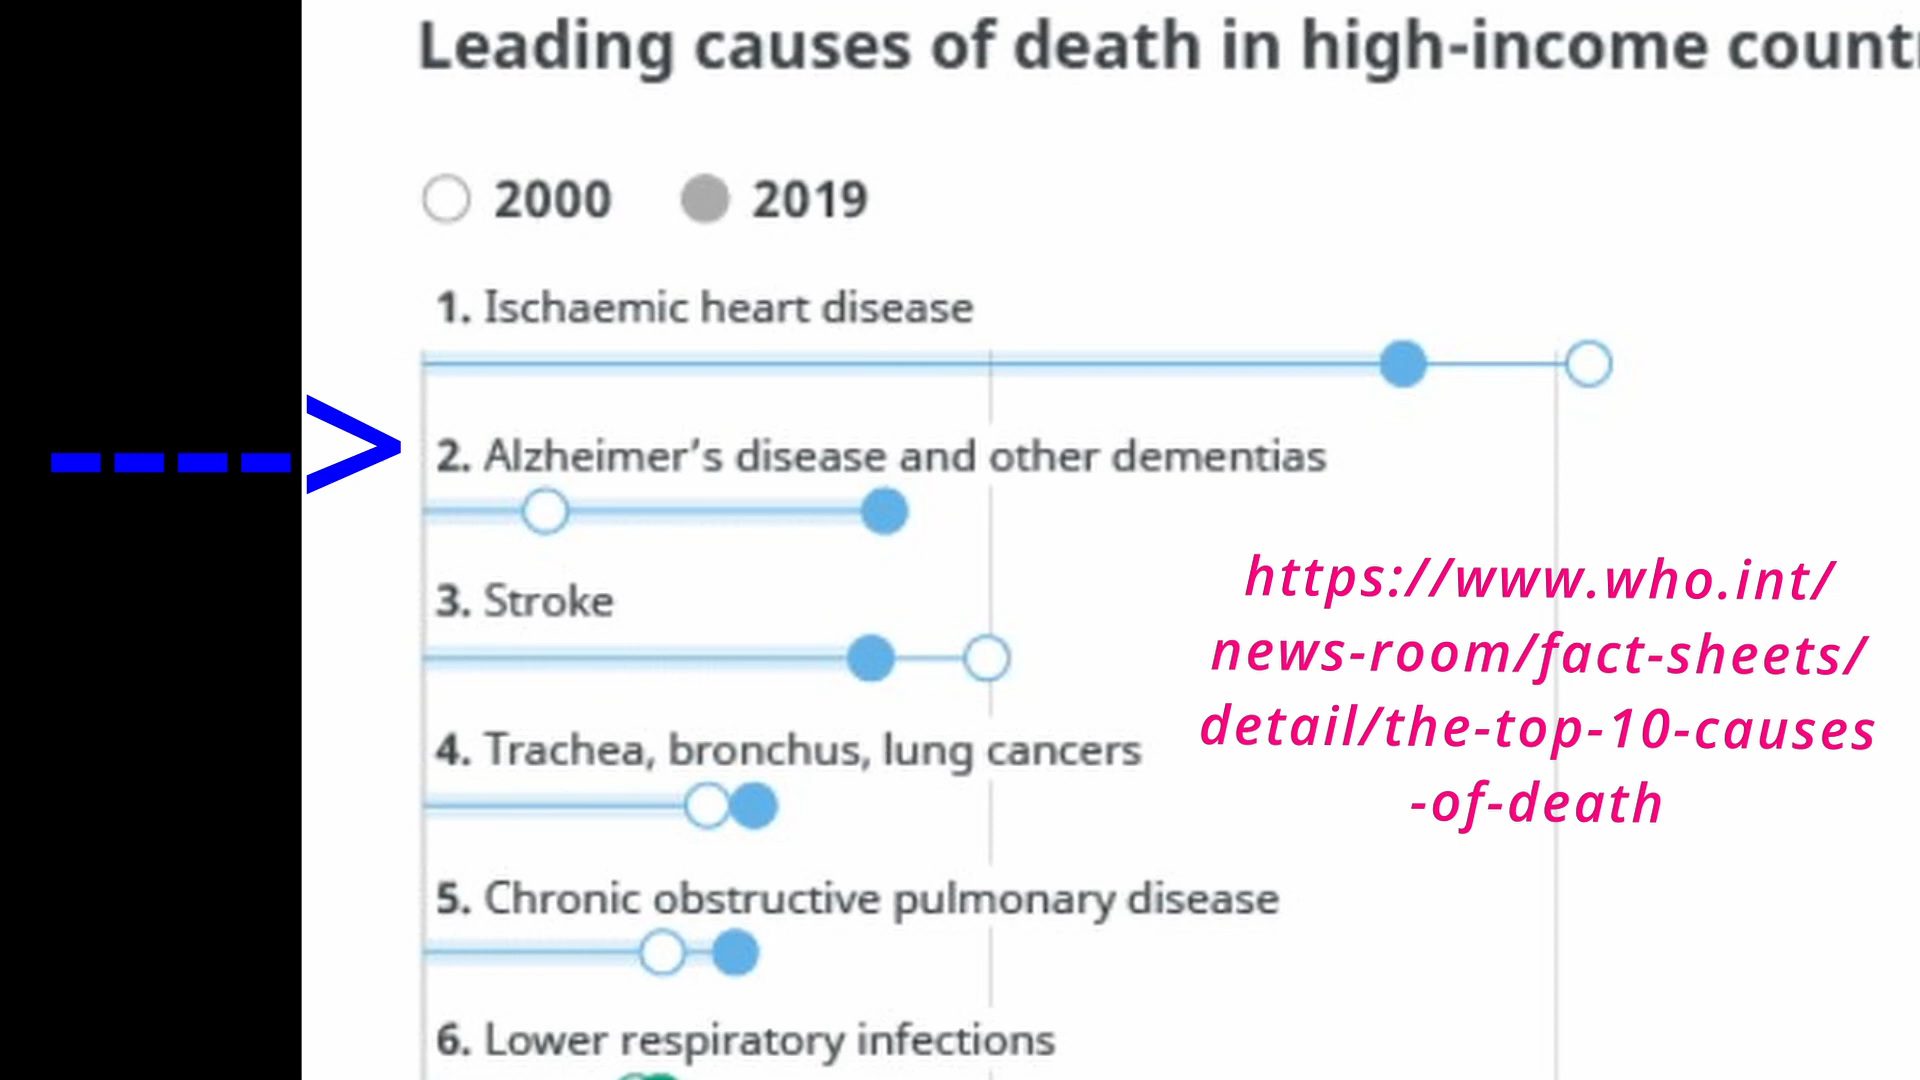 Leading causes of death in high-income
2000 2019
1. Ischaemic heart disease
---->
2. Alzheimer’s disease and other dementias
3. Stroke
4. Trachea, bronchus, lung cancers
5. Chronic obstructive pulmonary disease
6. Lower respiratory infections
https://www.who.int/
news-room/fact-sheets/
detail/the-top-10-causes
-of-death